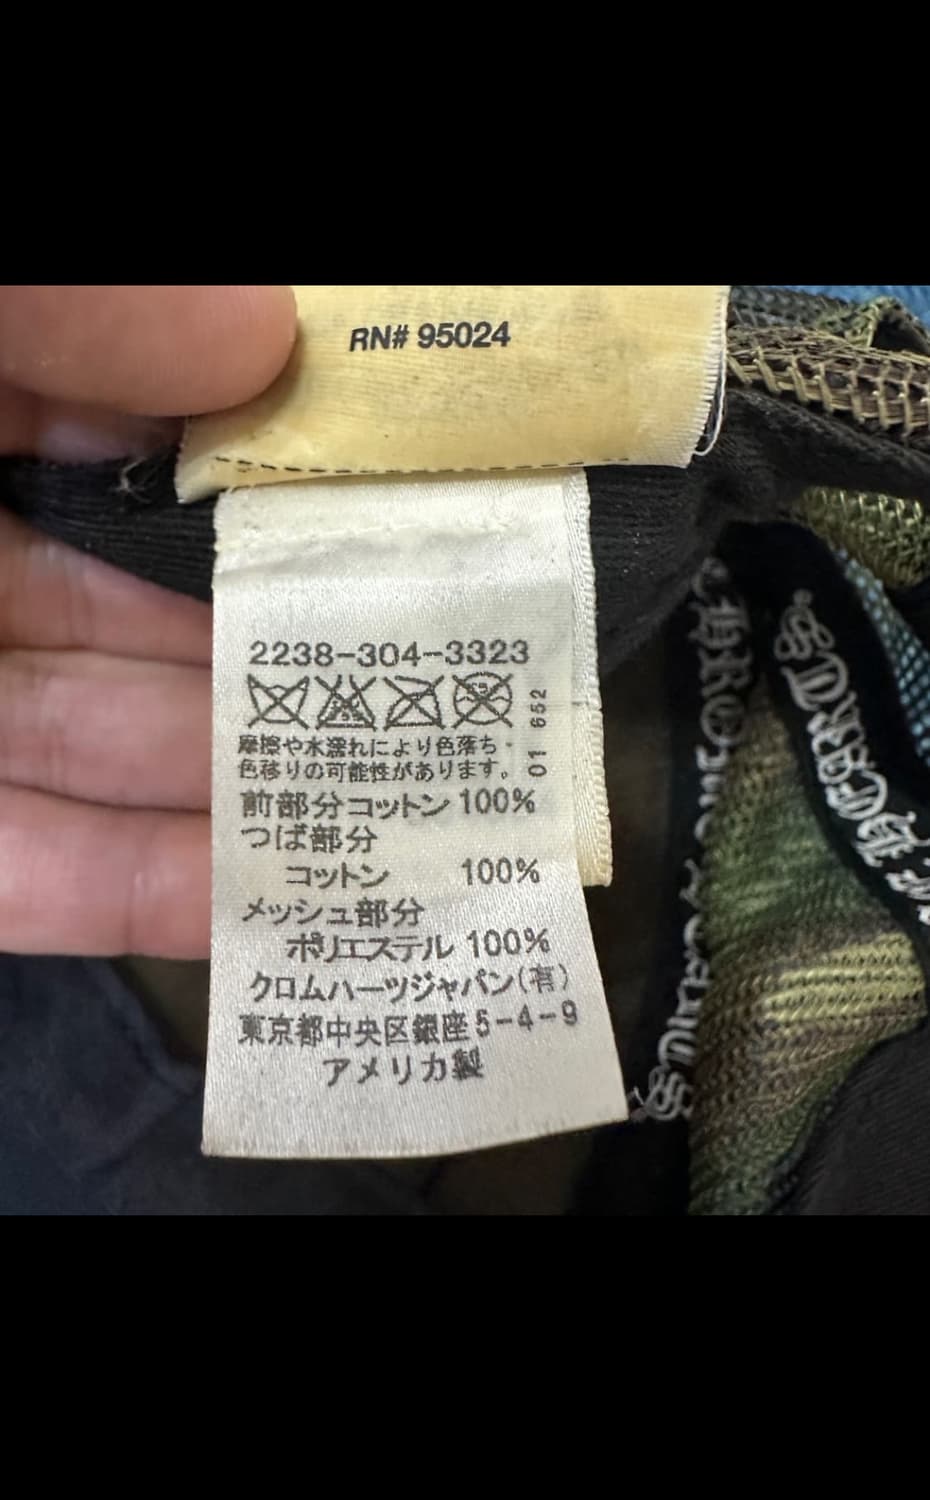 RN# 95024
2238-304-3323
01 652
摩擦や水濡れにより色落ち・
色移りの可能性があります。
前部分コットン 100%
つば部分
コットン 100%
メッシュ部分
ポリエステル 100%
クロムハーツジャパン(有)
東京都中央区銀座5-4-9
アメリカ製